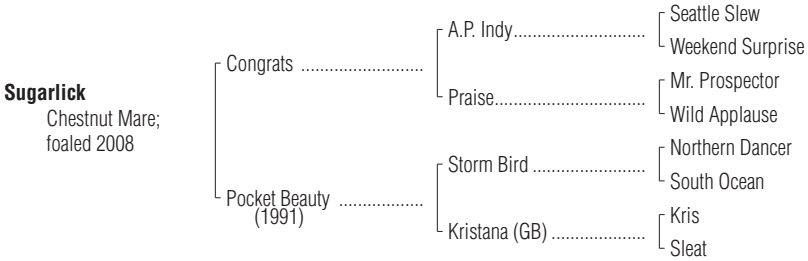 Sugarlick
Chestnut Mare;
foaled 2008
Congrats ........................
Pocket Beauty .................
(1991)
A.P. Indy...........................
Praise...............................
Storm Bird .......................
Kristana (GB) ...................
Seattle Slew
Weekend Surprise
Mr. Prospector
Wild Applause
Northern Dancer
South Ocean
Kris
Sleat